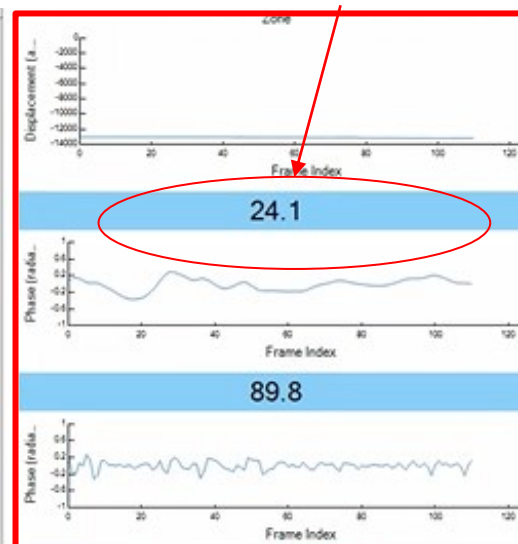 Zone
Displacement (a...
0
-2000
-4000
-6000
-8000
-10000
-12000
-14000
0 20 40 60 80 100 120
Frame Index
24.1
Phase (radia...
1
0.6
0.2
-0.2
-0.6
-1
0 20 40 60 80 100 120
Frame Index
89.8
Phase (radia...
1
0.6
0.2
-0.2
-0.6
-1
0 20 40 60 80 100 120
Frame Index